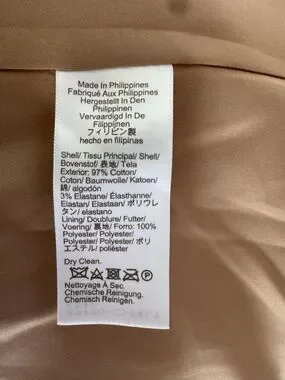 Made In Philippines
Fabriqué Aux Philippines
Hergestellt In Den
Philippinen
Vervaardigd In De
Filippijnen
フィリピン製
hecho en filipinas
Shell/ Tissu Principal/ Shell/
Bovenstof/ 表地/ Tela
Exterior: 97% Cotton/
Coton/ Baumwolle/ Katoen/
綿/ algodón
3% Elastane/ Élasthanne/
Elastan/ Elastaan/ ポリウレ
タン/ elastano
Lining/ Doublure/ Futter/
Voering/ 裏地/ Forro: 100%
Polyester/ Polyester/
Polyester/ Polyester/ ポリ
エステル/ poliéster
Dry Clean.
P
Nettoyage À Sec.
Chemische Reinigung.
Chemisch Reinigen.